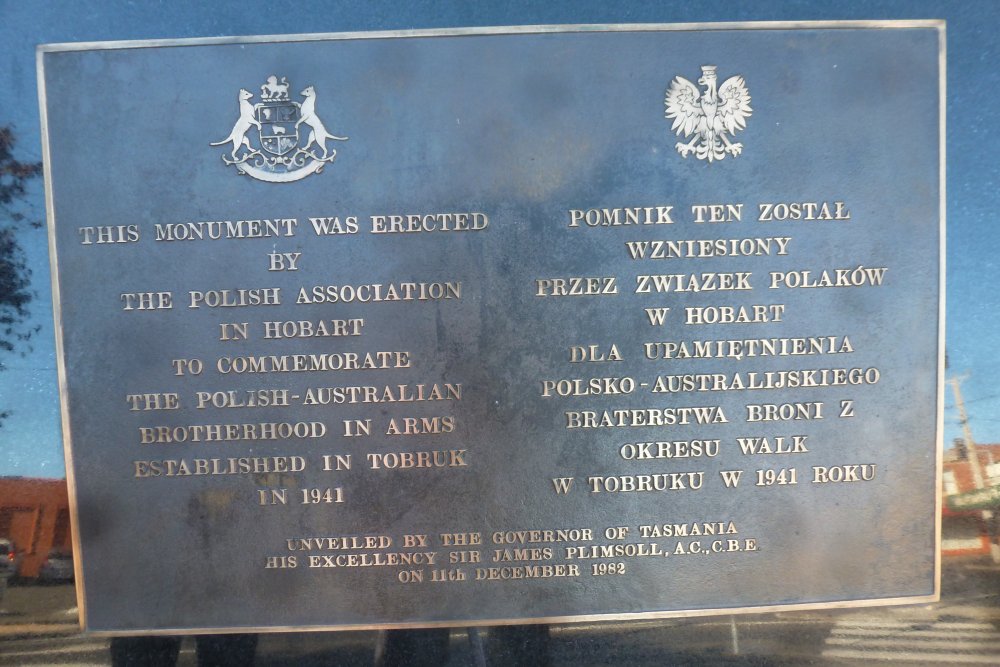 THIS MONUMENT WAS ERECTED
BY
THE POLISH ASSOCIATION
IN HOBART
TO COMMEMORATE
THE POLISH-AUSTRALIAN
BROTHERHOOD IN ARMS
ESTABLISHED IN TOBRUK
IN 1941
POMNIK TEN ZOSTAŁ
WZNIESIONY
PRZEZ ZWIĄZEK POLAKÓW
W HOBART
DLA UPAMIĘTNIENIA
POLSKO-AUSTRALIJSKIEGO
BRATERSTWA BRONI Z
OKRESU WALK
W TOBRUKU W 1941 ROKU
UNVEILED BY THE GOVERNOR OF TASMANIA
HIS EXCELLENCY SIR JAMES PLIMSOLL, A.C., C.B.E
ON 11th DECEMBER 1982